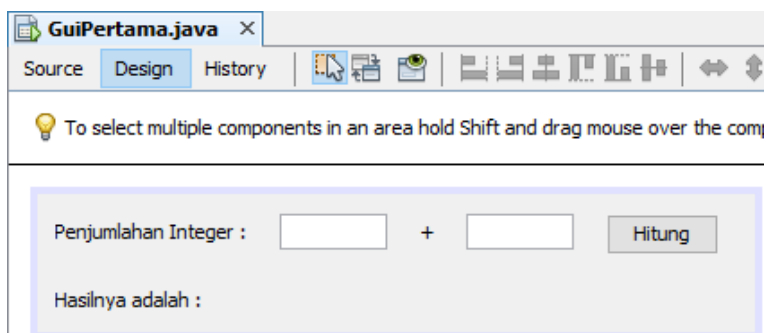 GuiPertama.java ×
Source Design History
To select multiple components in an area hold Shift and drag mouse over the
Penjumlahan Integer : + Hitung
Hasilnya adalah :